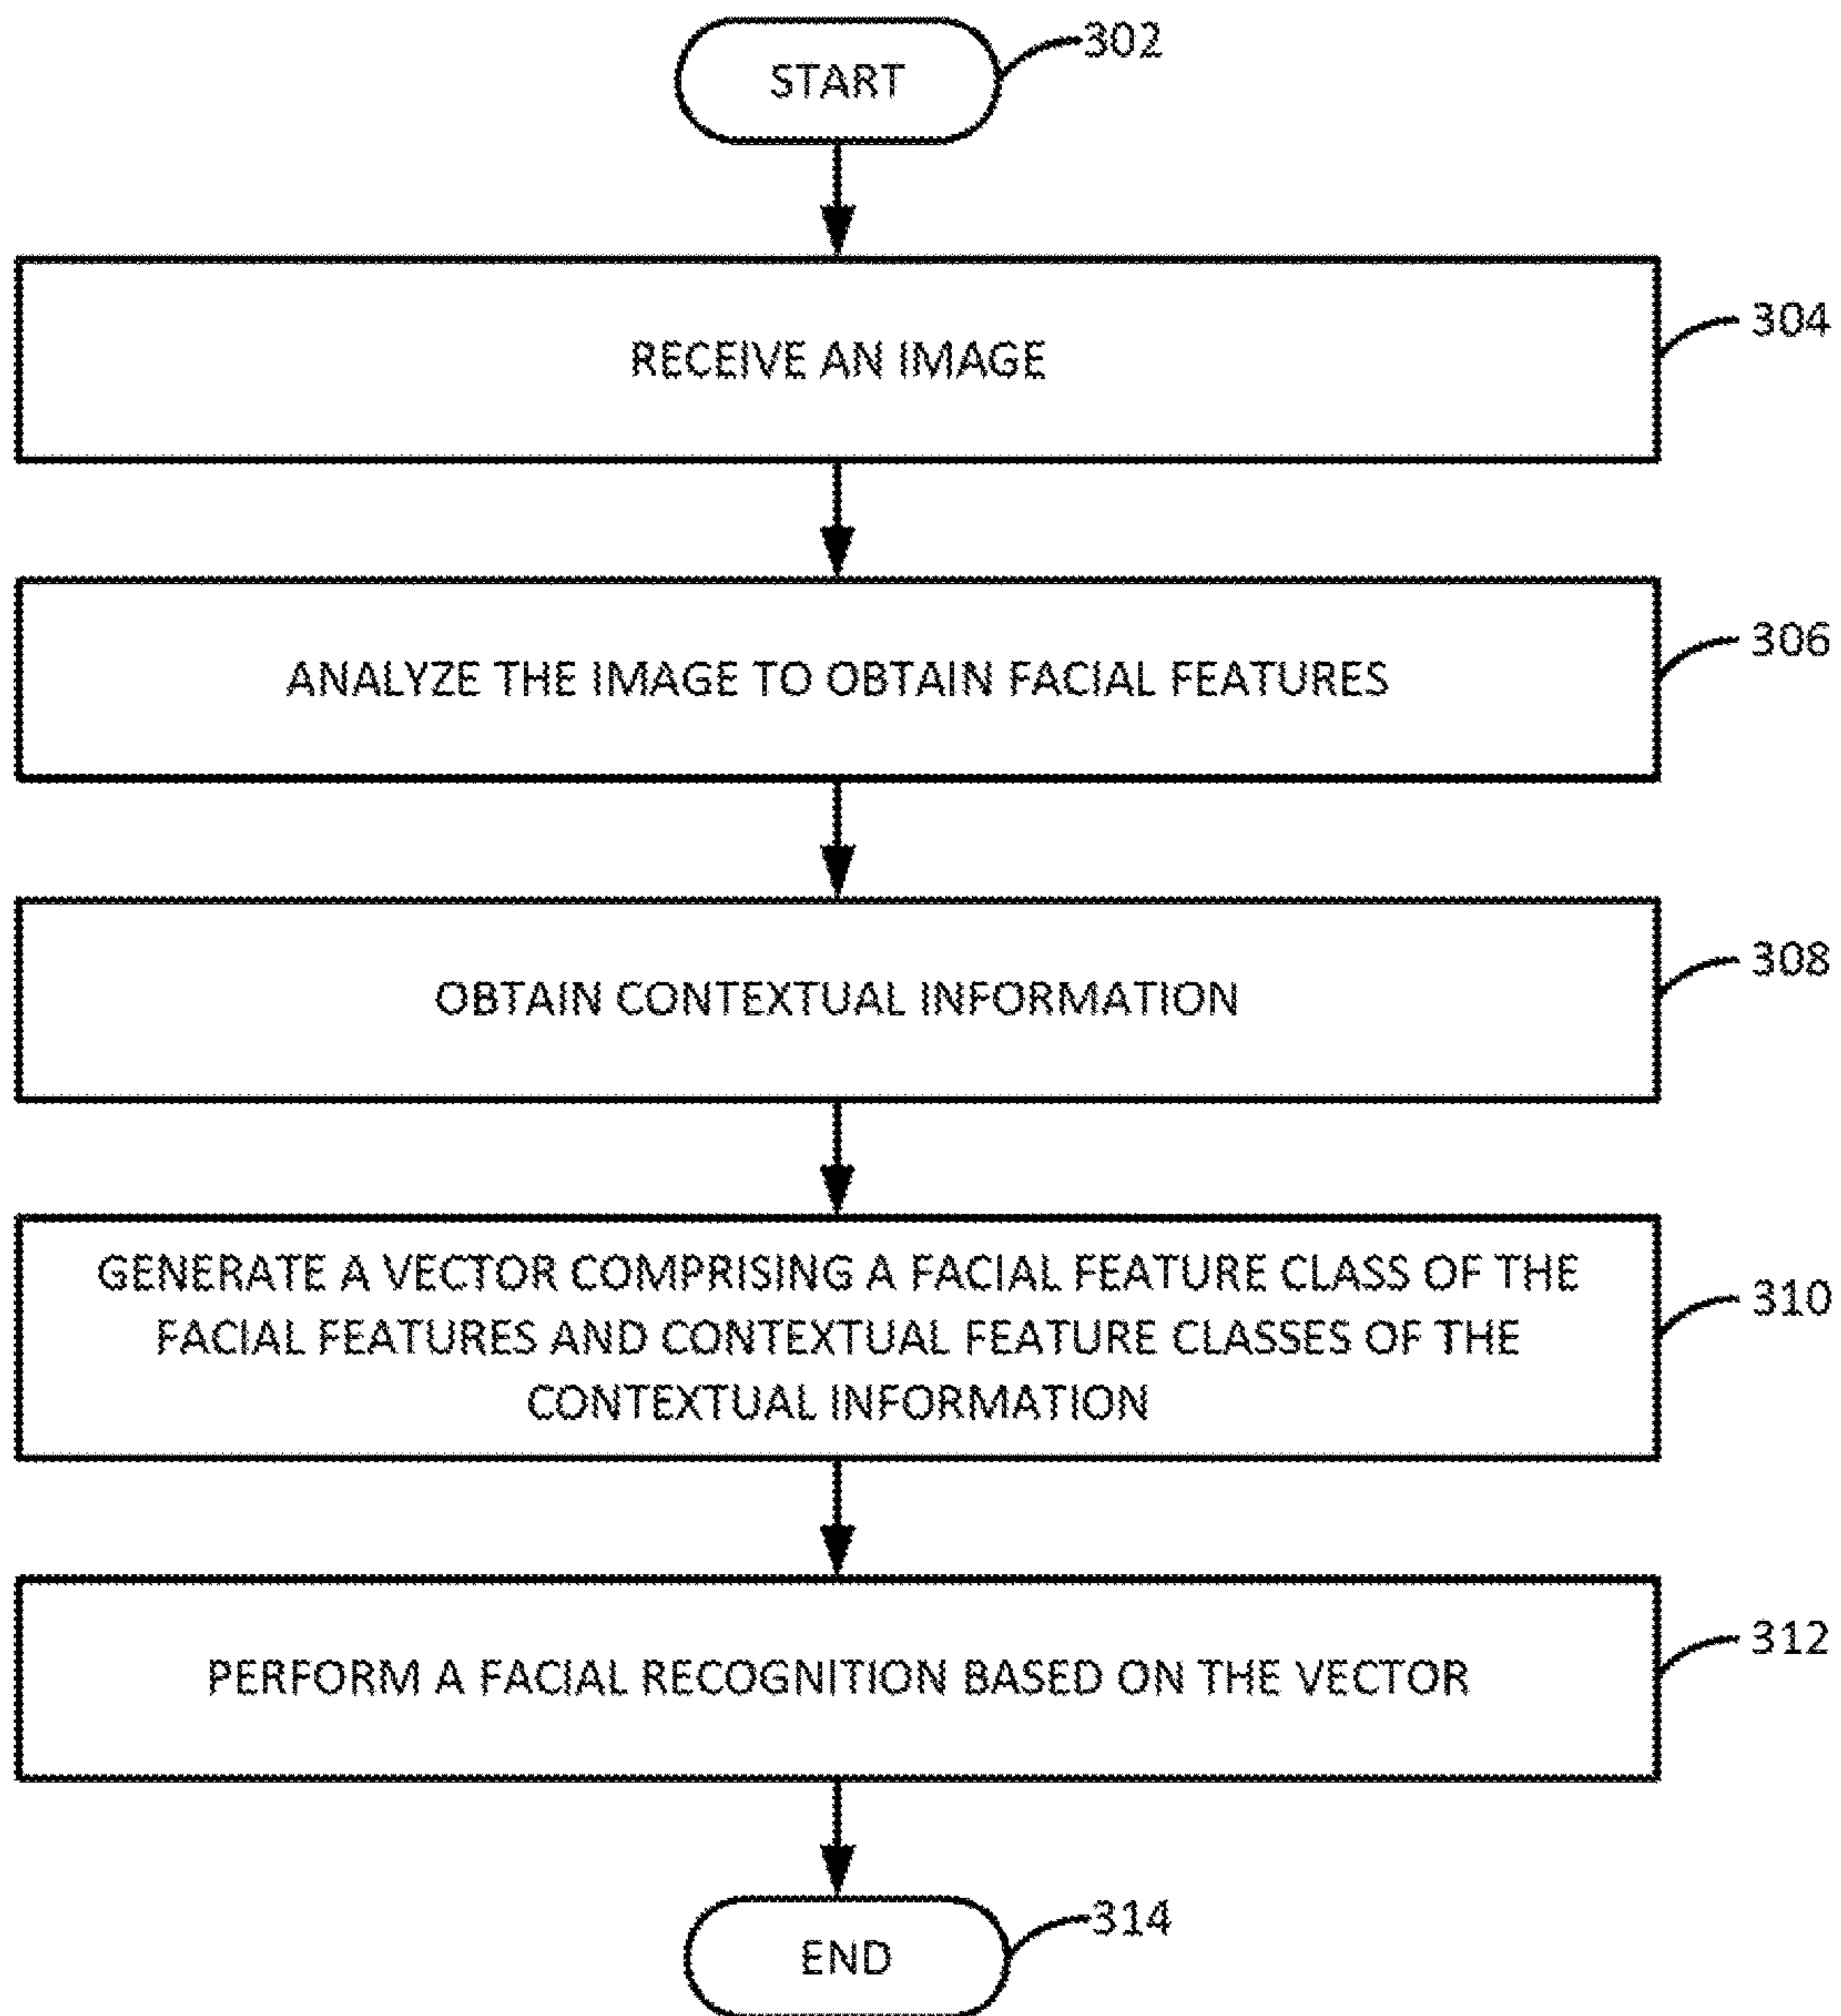 START
302
RECEIVE AN IMAGE
304
ANALYZE THE IMAGE TO OBTAIN FACIAL FEATURES
306
OBTAIN CONTEXTUAL INFORMATION
308
GENERATE A VECTOR COMPRISING A FACIAL FEATURE CLASS OF THE
FACIAL FEATURES AND CONTEXTUAL FEATURE CLASSES OF THE
CONTEXTUAL INFORMATION
310
PERFORM A FACIAL RECOGNITION BASED ON THE VECTOR
312
END
314